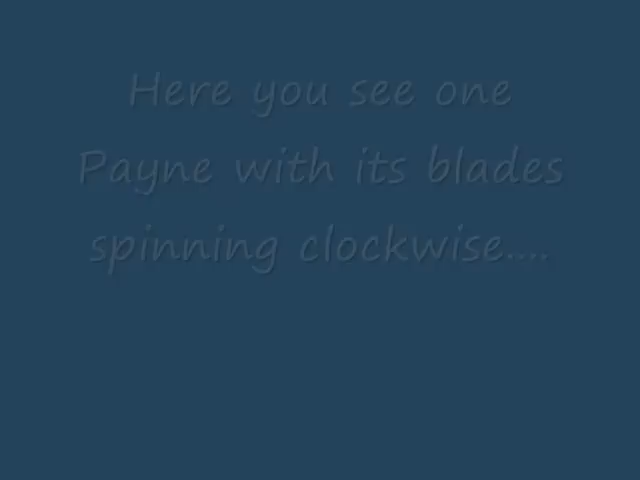 Here you see one
Payne with its blades
spinning clockwise....